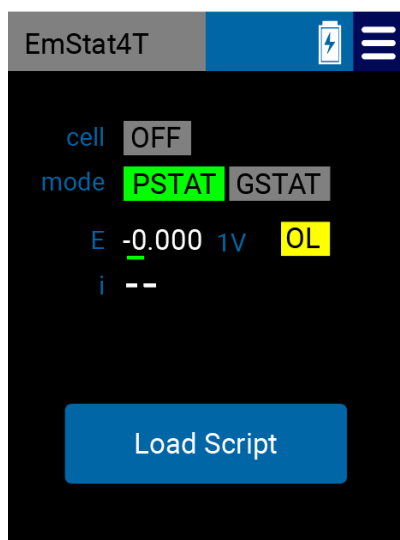 EmStat4T
cell OFF
mode PSTAT GSTAT
E -0.000 1V OL
i --
Load Script